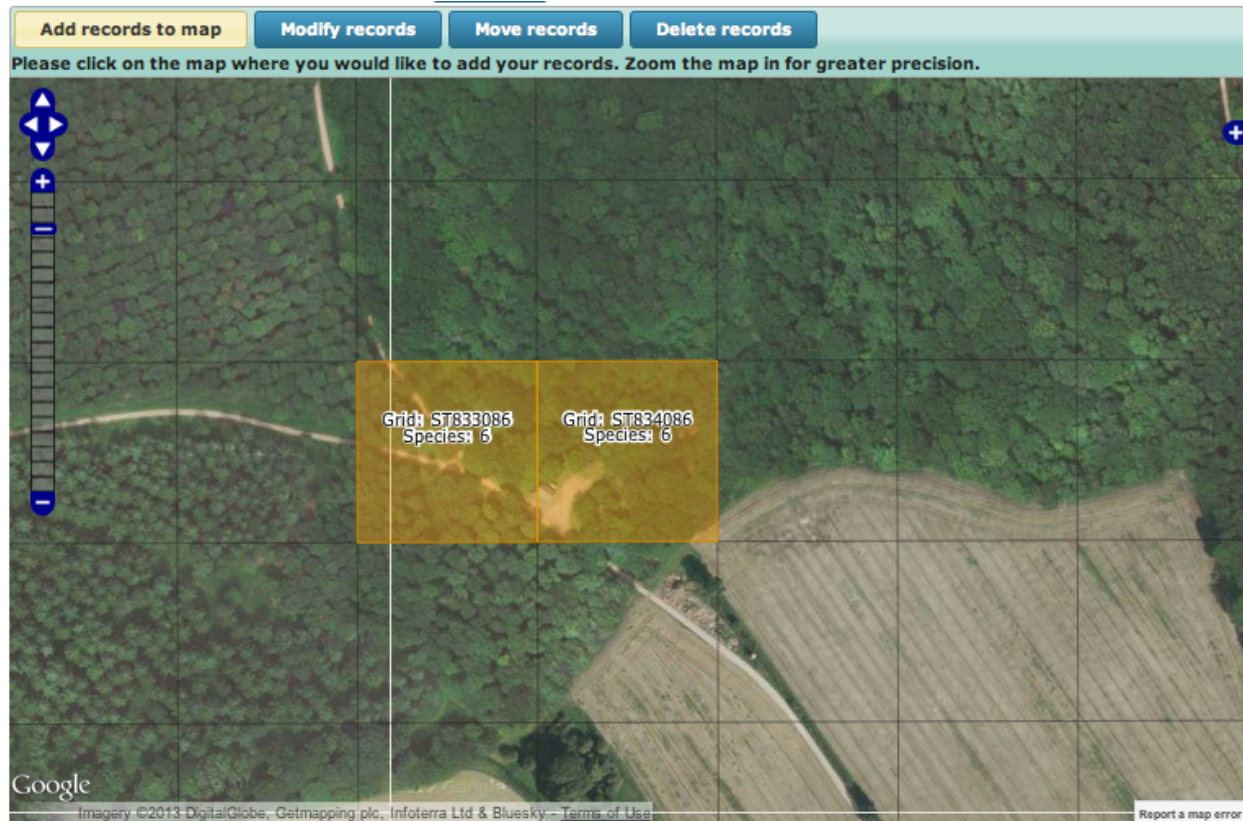 Add records to map Modify records Move records Delete records
Please click on the map where you would like to add your records. Zoom the map in for greater precision.
Grid: ST833086 Grid: ST834086
Species: 6 Species: 6
Google
Imagery ©2013 DigitalGlobe, Getmapping plc, Infoterra Ltd & Bluesky - Terms of Use Report a map error